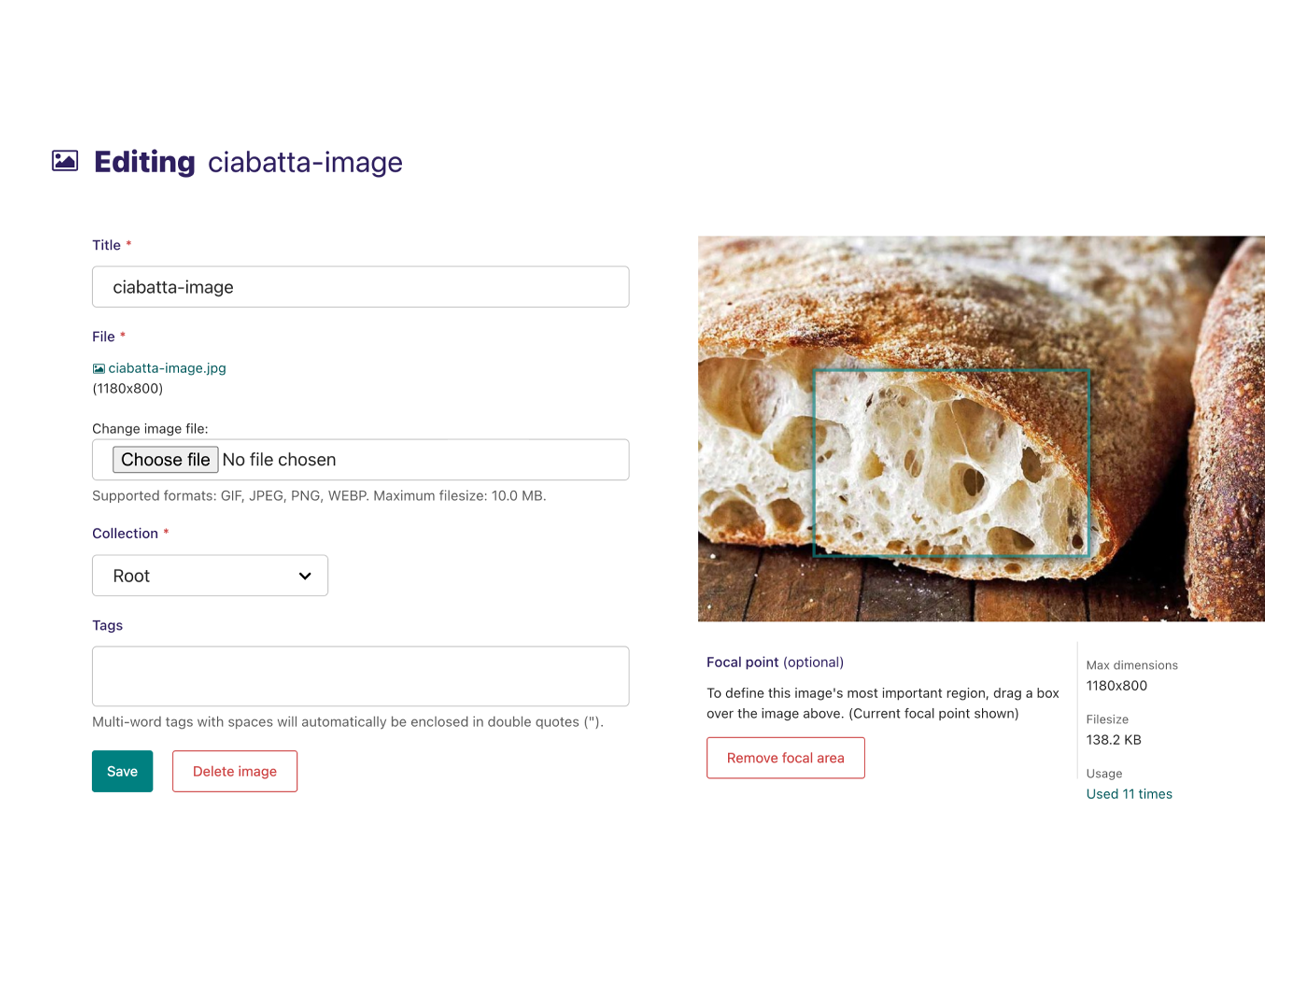 Editing ciabatta-image
Title *
ciabatta-image
File *
ciabatta-image.jpg
(1180x800)
Change image file:
Choose file No file chosen
Supported formats: GIF, JPEG, PNG, WEBP. Maximum filesize: 10.0 MB.
Collection *
Root
Tags
Multi-word tags with spaces will automatically be enclosed in double quotes (").
Save
Delete image
Focal point (optional)
To define this image's most important region, drag a box
over the image above. (Current focal point shown)
Remove focal area
Max dimensions
1180x800
Filesize
138.2 KB
Usage
Used 11 times